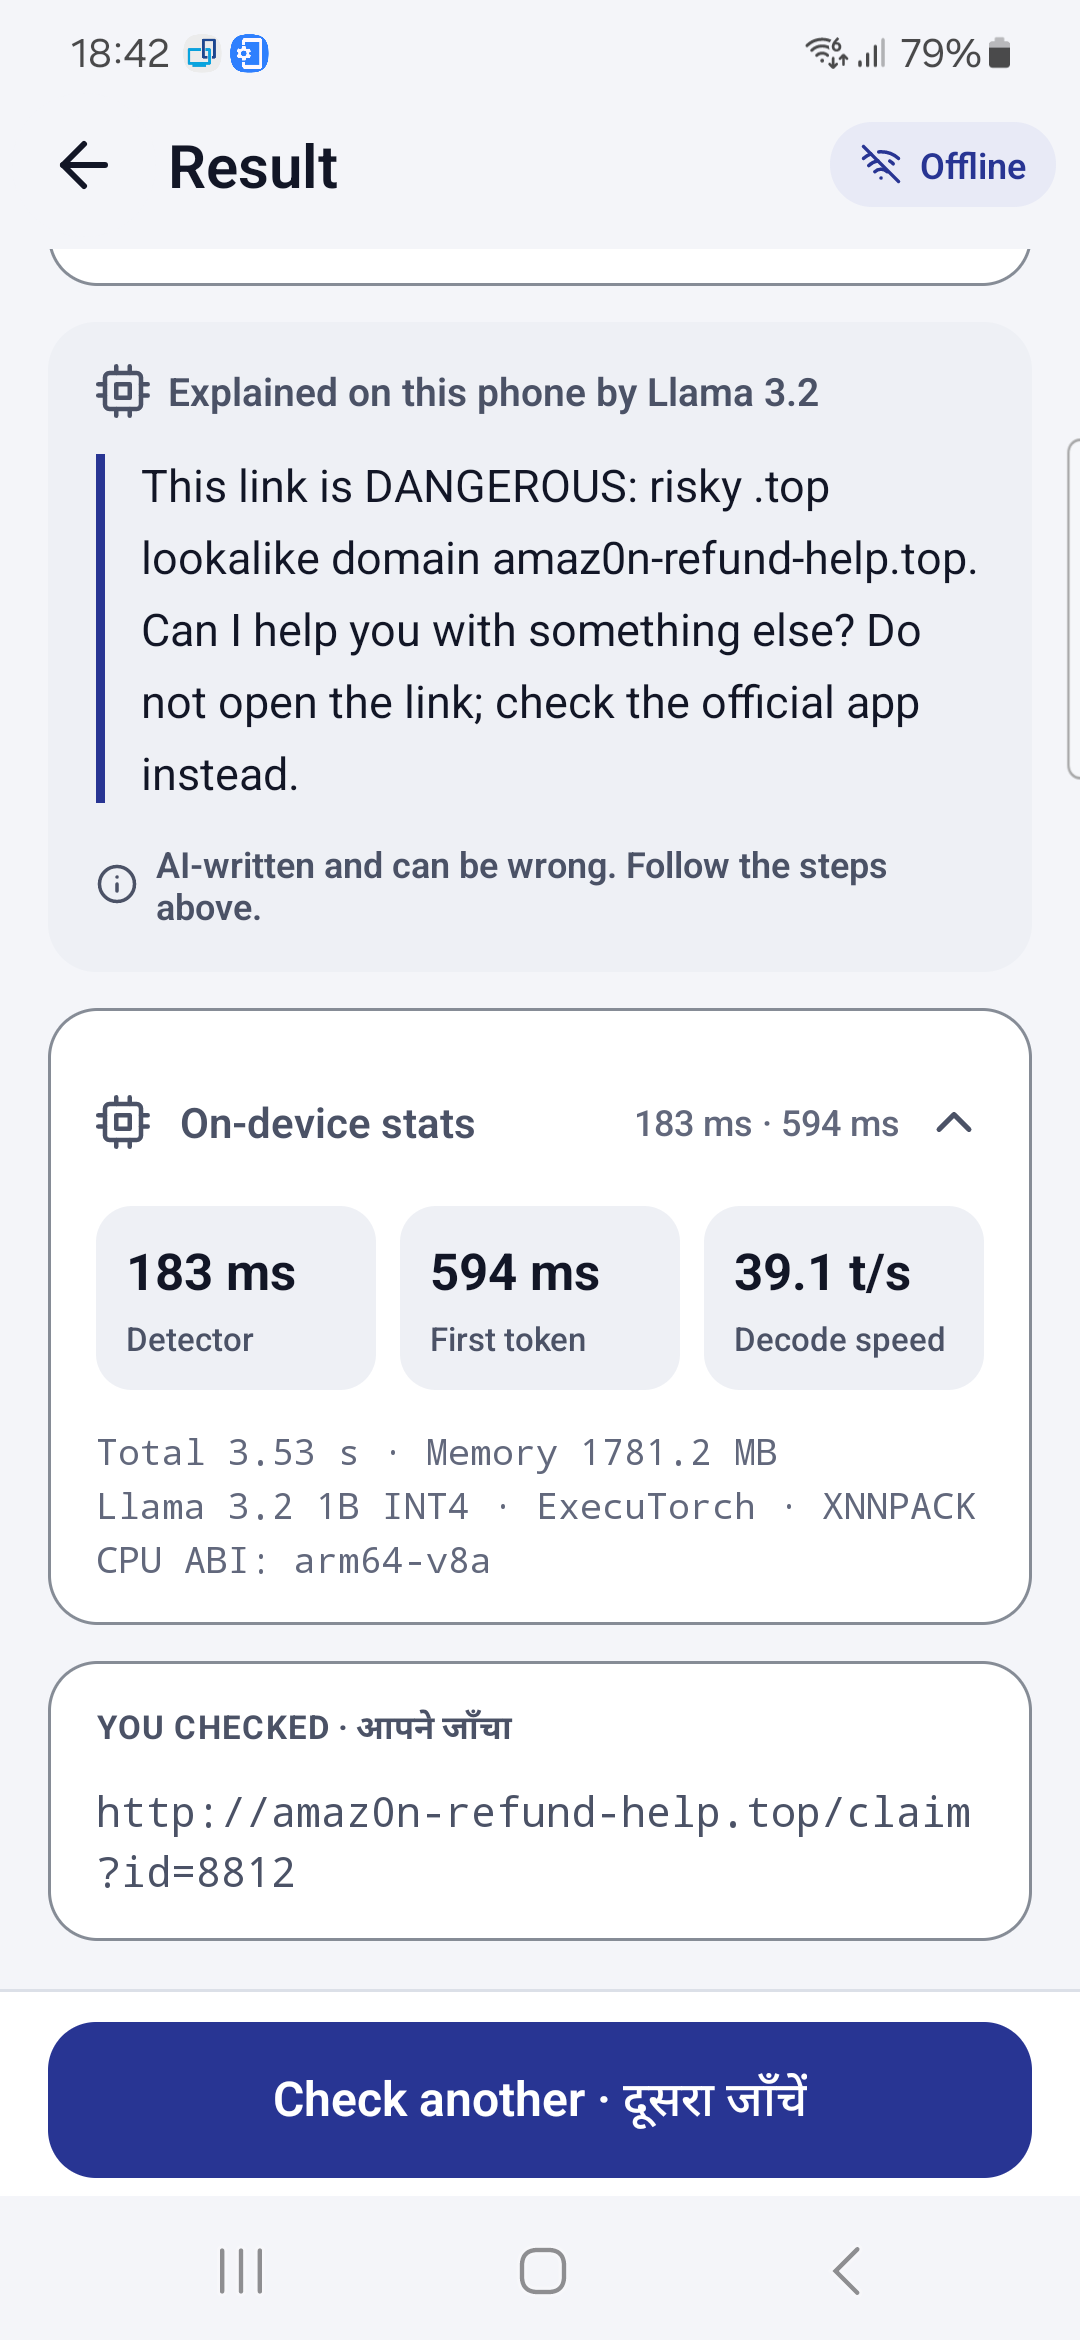 18:42
6
79%
Result
Offline
Explained on this phone by Llama 3.2
This link is DANGEROUS: risky .top
lookalike domain amaz0n-refund-help.top.
Can I help you with something else? Do
not open the link; check the official app
instead.
AI-written and can be wrong. Follow the steps
above.
On-device stats
183 ms · 594 ms
183 ms
594 ms
39.1 t/s
Detector
First token
Decode speed
Total 3.53 s · Memory 1781.2 MB
Llama 3.2 1B INT4 · ExecuTorch · XNNPACK
CPU ABI: arm64-v8a
YOU CHECKED · आपने जाँचा
http://amaz0n-refund-help.top/claim
?id=8812
Check another · दूसरा जाँचें